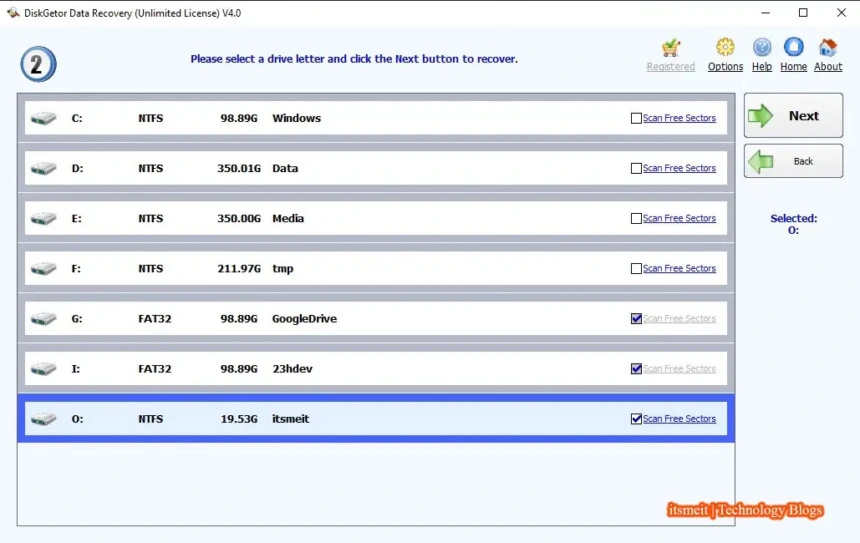 DiskGetor Data Recovery (Unlimited License) V4.0
2
Please select a drive letter and click the Next button to recover.
Registered Options Help Home About
C: NTFS 98.89G Windows Scan Free Sectors
D: NTFS 350.01G Data Scan Free Sectors
E: NTFS 350.00G Media Scan Free Sectors
F: NTFS 211.97G tmp Scan Free Sectors
G: FAT32 98.89G GoogleDrive Scan Free Sectors
I: FAT32 98.89G 23hdev Scan Free Sectors
O: NTFS 19.53G itsmeit Scan Free Sectors
Next
Back
Selected:
O:
itsmeit | Technology Blogs